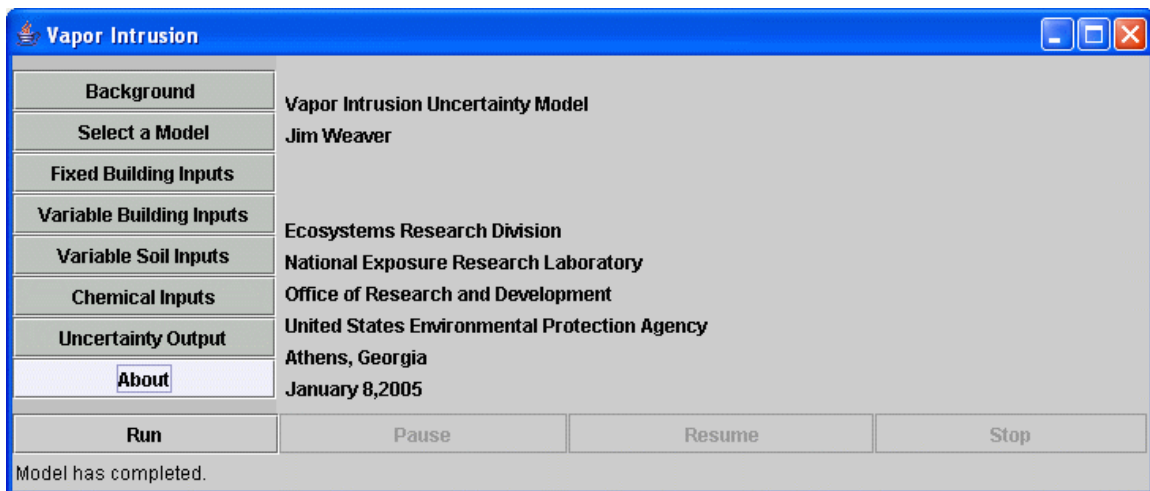 Vapor Intrusion
Background
Select a Model
Fixed Building Inputs
Variable Building Inputs
Variable Soil Inputs
Chemical Inputs
Uncertainty Output
About
Vapor Intrusion Uncertainty Model
Jim Weaver
Ecosystems Research Division
National Exposure Research Laboratory
Office of Research and Development
United States Environmental Protection Agency
Athens, Georgia
January 8,2005
Run Pause Resume Stop
Model has completed.